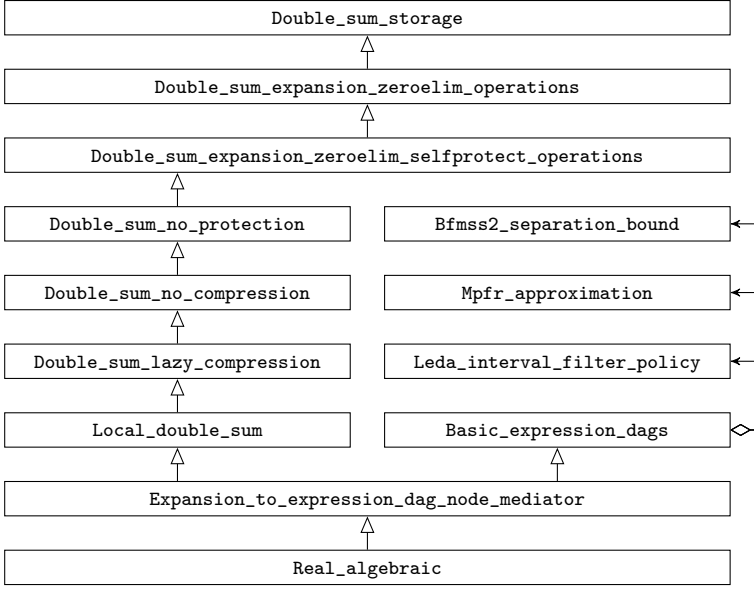 Double_sum_storage
Double_sum_expansion_zeroelim_operations
Double_sum_expansion_zeroelim_selfprotect_operations
Double_sum_no_protection
Bfmss2_separation_bound
Double_sum_no_compression
Mpfr_approximation
Double_sum_lazy_compression
Leda_interval_filter_policy
Local_double_sum
Basic_expression_dags
Expansion_to_expression_dag_node_mediator
Real_algebraic